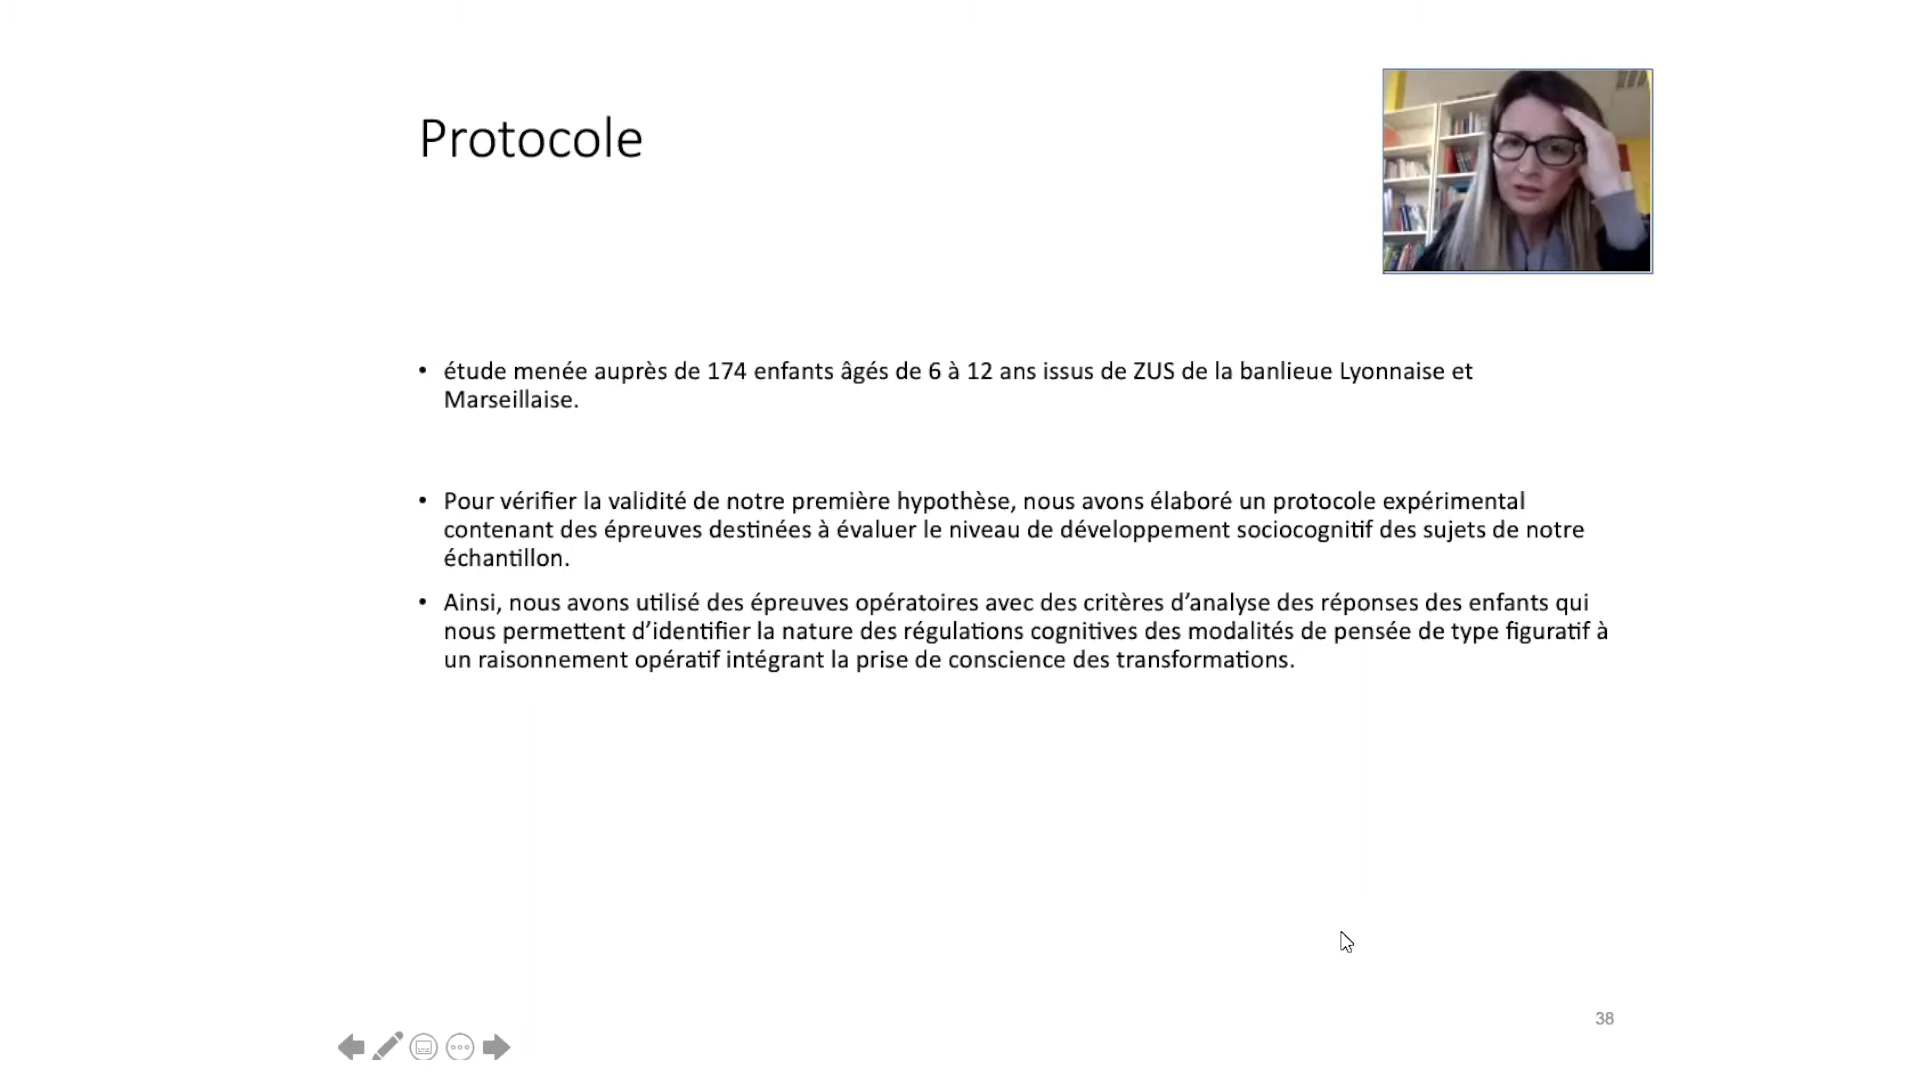 Protocole
• étude menée auprès de 174 enfants âgés de 6 à 12 ans issus de ZUS de la banlieue Lyonnaise et
Marseillaise.
• Pour vérifier la validité de notre première hypothèse, nous avons élaboré un protocole expérimental
contenant des épreuves destinées à évaluer le niveau de développement sociocognitif des sujets de notre
échantillon.
• Ainsi, nous avons utilisé des épreuves opératoires avec des critères d’analyse des réponses des enfants qui
nous permettent d’identifier la nature des régulations cognitives des modalités de pensée de type figuratif à
un raisonnement opératif intégrant la prise de conscience des transformations.
38